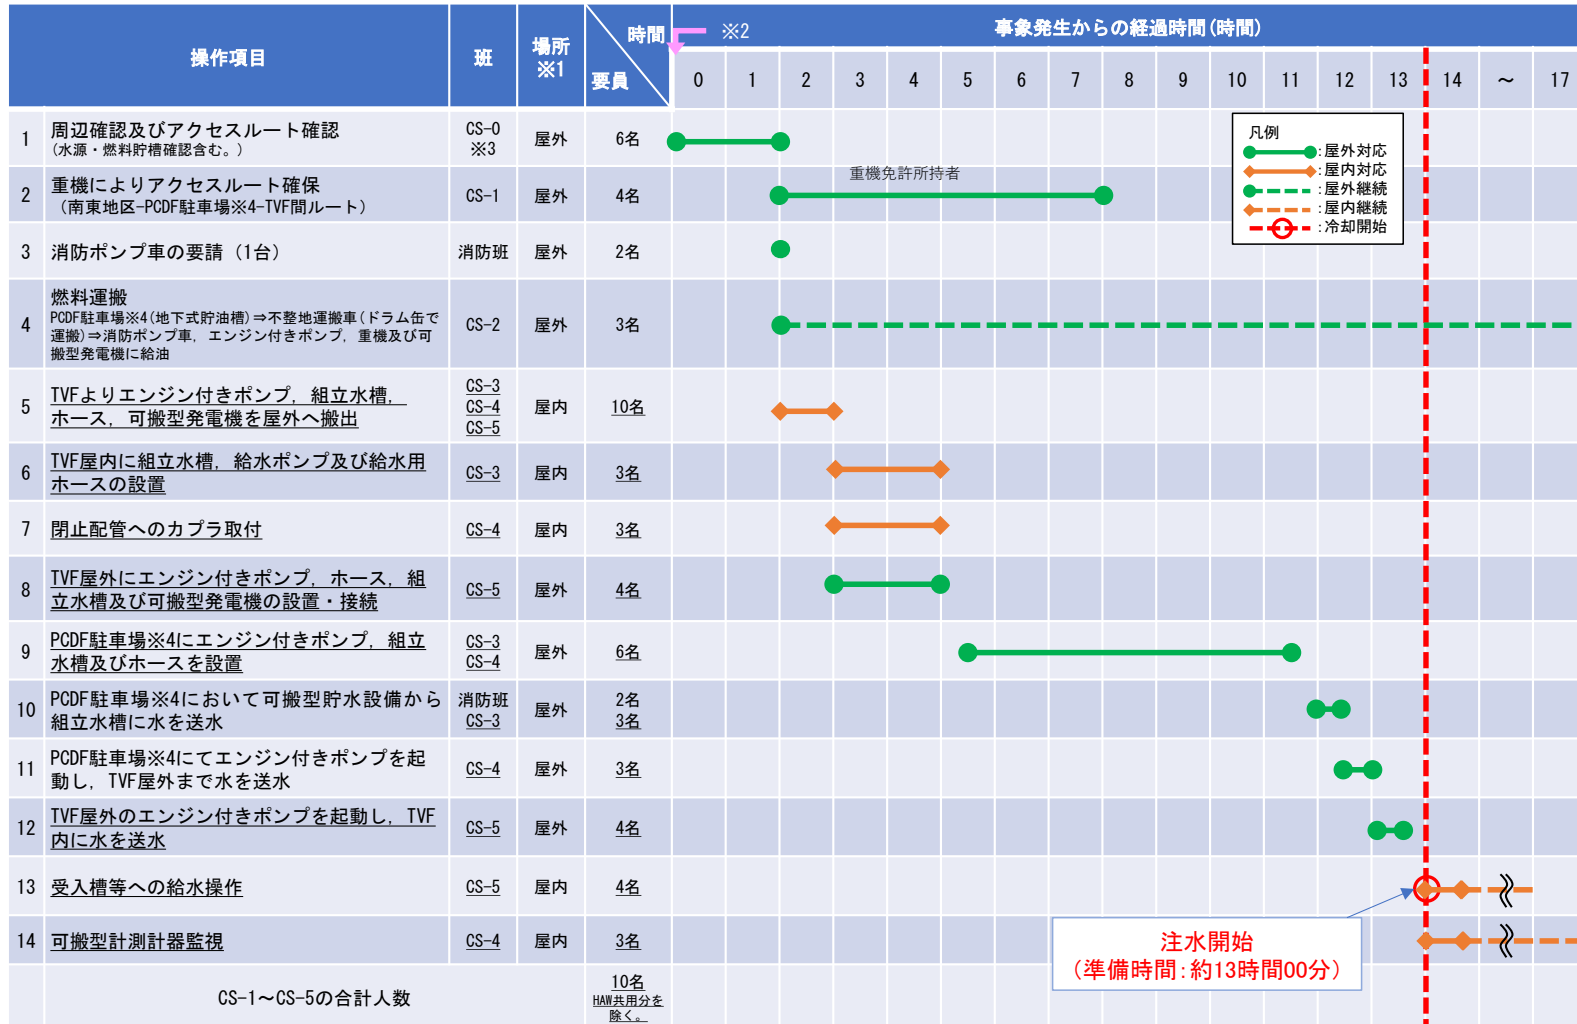 操作項目
班
場所
※1
時間
要員
※2
事象発生からの経過時間(時間)
0 1 2 3 4 5 6 7 8 9 10 11 12 13 14 ～ 17
凡例
:屋外対応
:屋内対応
:屋外継続
:屋内継続
:冷却開始
1
周辺確認及びアクセスルート確認
(水源・燃料貯槽確認含む。)
CS-0
※3
屋外
6名
2
重機によりアクセスルート確保
(南東地区-PCDF駐車場※4-TVF間ルート)
CS-1
屋外
4名
重機免許所持者
3
消防ポンプ車の要請（1台）
消防班
屋外
2名
4
燃料運搬
PCDF駐車場※4(地下式貯油槽)⇒不整地運搬車(ドラム缶で
運搬)⇒消防ポンプ車，エンジン付きポンプ，重機及び可
搬型発電機に給油
CS-2
屋外
3名
5
TVFよりエンジン付きポンプ，組立水槽，
ホース，可搬型発電機を屋外へ搬出
CS-3
CS-4
CS-5
屋内
10名
6
TVF屋内に組立水槽，給水ポンプ及び給水用
ホースの設置
CS-3
屋内
3名
7
閉止配管へのカプラ取付
CS-4
屋内
3名
8
TVF屋外にエンジン付きポンプ，ホース，組
立水槽及び可搬型発電機の設置・接続
CS-5
屋外
4名
9
PCDF駐車場※4にエンジン付きポンプ，組立
水槽及びホースを設置
CS-3
CS-4
屋外
6名
10
PCDF駐車場※4において可搬型貯水設備から
組立水槽に水を送水
消防班
CS-3
屋外
2名
3名
11
PCDF駐車場※4にてエンジン付きポンプを起
動し，TVF屋外まで水を送水
CS-4
屋外
3名
12
TVF屋外のエンジン付きポンプを起動し，TVF
内に水を送水
CS-5
屋外
4名
13
受入槽等への給水操作
CS-5
屋内
4名
14
可搬型計測計器監視
CS-4
屋内
3名
注水開始
（準備時間:約13時間00分）
CS-1～CS-5の合計人数
10名
HAW共用分を
除く。